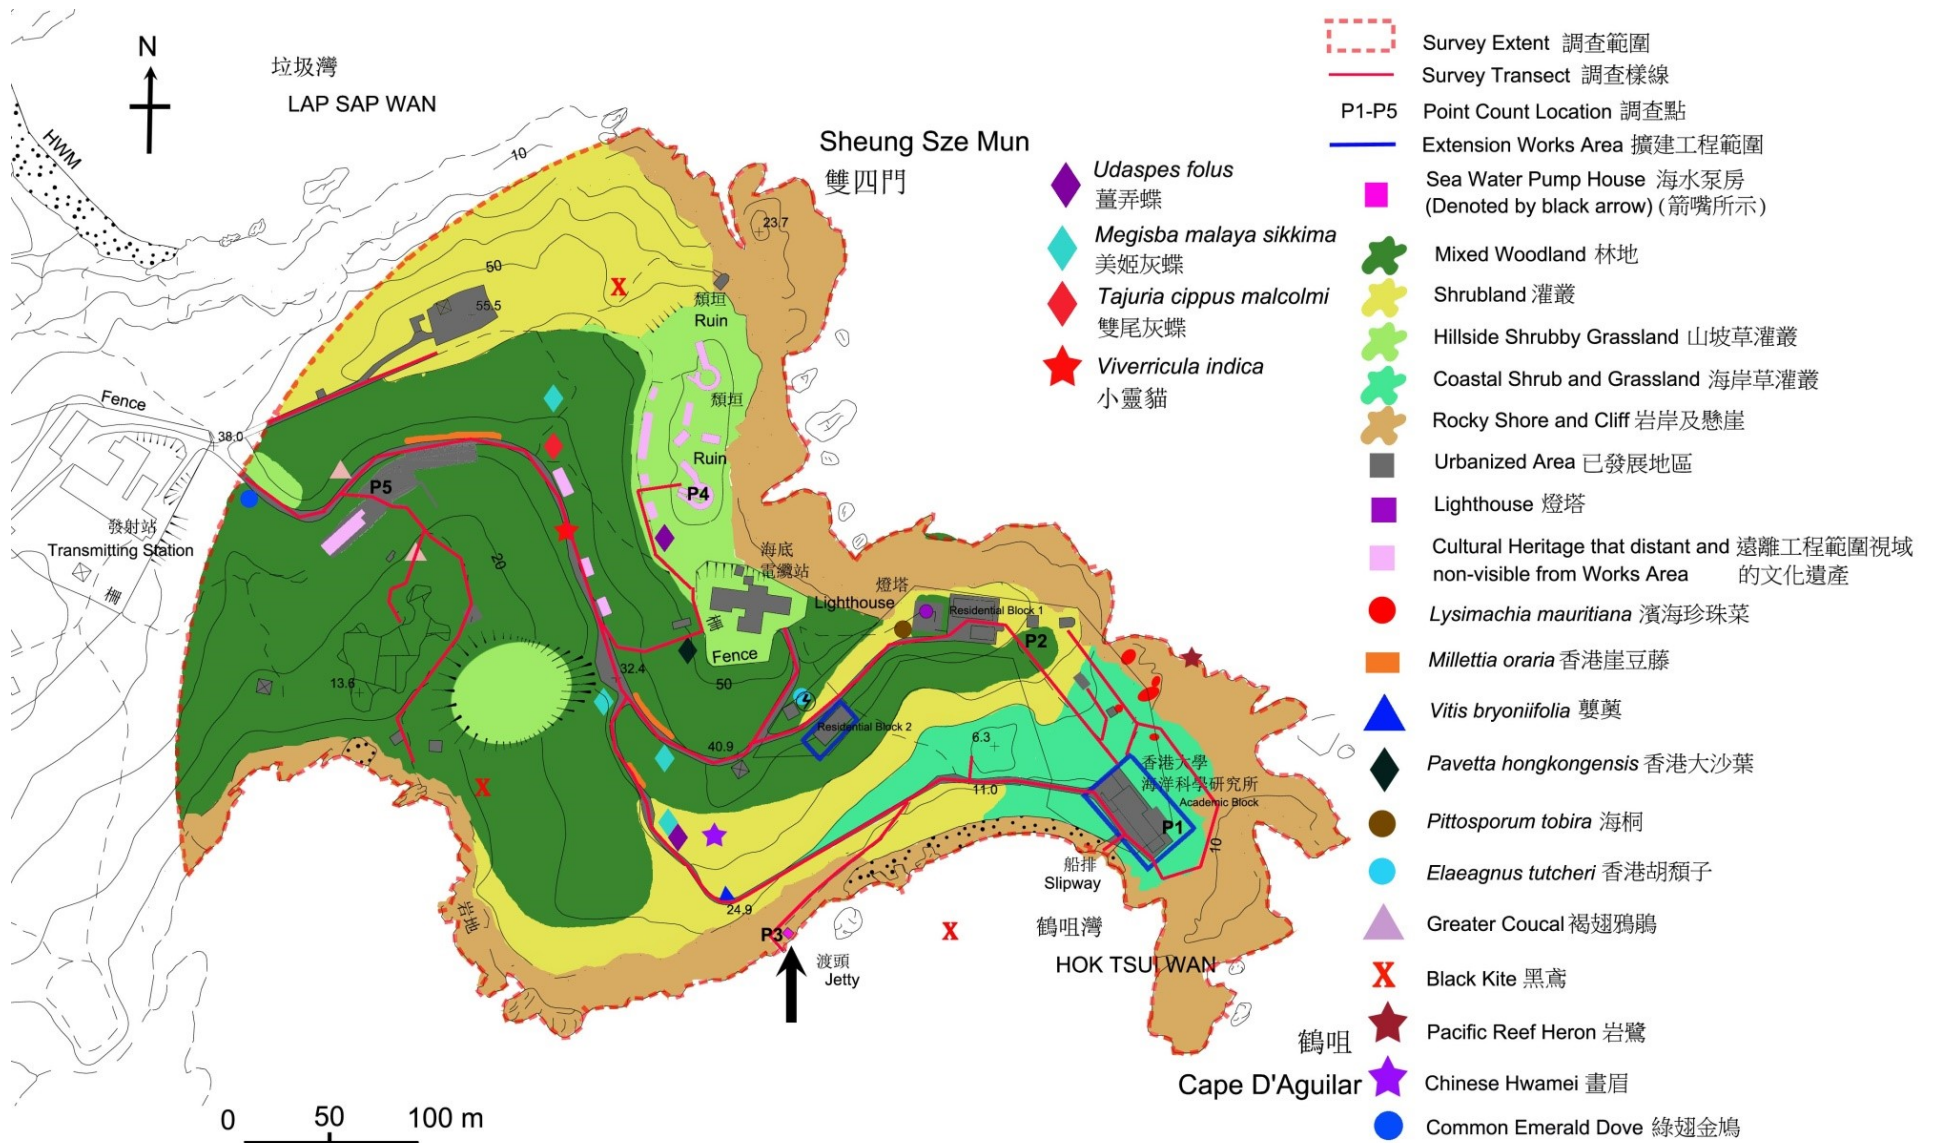 N
垃圾灣
LAP SAP WAN
HWM
10
Sheung Sze Mun
雙四門
23.7
50
55.5
頹垣
Ruin
頹垣
Ruin
Fence
38.0
P5
P4
發射站
Transmitting Station
柵
20
海底
電纜站
燈塔
Lighthouse
Residential Block 1
P2
柵
Fence
32.4
50
13.6
Residential Block 2
40.9
6.3
香港大學
海洋科學研究所
Academic Block
11.0
P1
10
船排
Slipway
岩地
24.9
P3
渡頭
Jetty
鶴咀灣
HOK TSUI WAN
鶴咀
Cape D'Aguilar
0 50 100 m
Udaspes folus
薑弄蝶
Megisba malaya sikkima
美姬灰蝶
Tajuria cippus malcolmi
雙尾灰蝶
Viverricula indica
小靈貓
Survey Extent 調查範圍
Survey Transect 調查樣線
P1-P5 Point Count Location 調查點
Extension Works Area 擴建工程範圍
Sea Water Pump House 海水泵房
(Denoted by black arrow) (箭嘴所示)
Mixed Woodland 林地
Shrubland 灌叢
Hillside Shrubby Grassland 山坡草灌叢
Coastal Shrub and Grassland 海岸草灌叢
Rocky Shore and Cliff 岩岸及懸崖
Urbanized Area 已發展地區
Lighthouse 燈塔
Cultural Heritage that distant and 遠離工程範圍視域
non-visible from Works Area 的文化遺產
Lysimachia mauritiana 濱海珍珠菜
Millettia oraria 香港崖豆藤
Vitis bryoniifolia 蘡薁
Pavetta hongkongensis 香港大沙葉
Pittosporum tobira 海桐
Elaeagnus tutcheri 香港胡頹子
Greater Coucal 褐翅鴉鵑
X Black Kite 黑鳶
Pacific Reef Heron 岩鷺
Chinese Hwamei 畫眉
Common Emerald Dove 綠翅金鳩